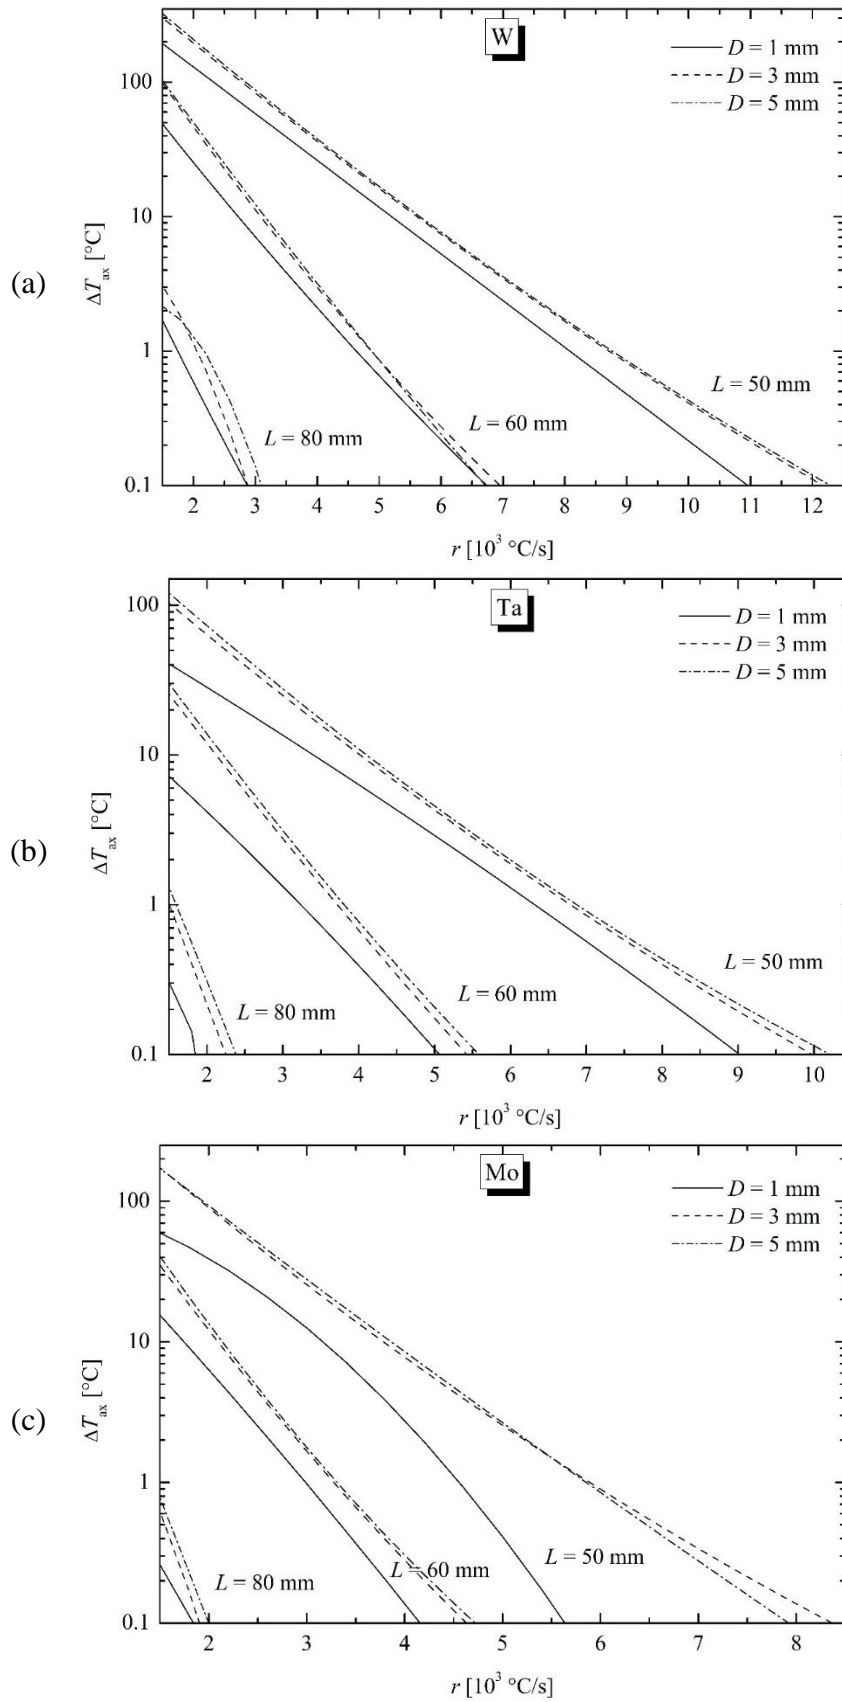 W
D = 1 mm
D = 3 mm
D = 5 mm
100
10
1
0.1
(a)
ΔTax [°C]
L = 50 mm
L = 60 mm
L = 80 mm
2 3 4 5 6 7 8 9 10 11 12
r [10³ °C/s]
Ta
D = 1 mm
D = 3 mm
D = 5 mm
100
10
1
0.1
(b)
ΔTax [°C]
L = 50 mm
L = 60 mm
L = 80 mm
2 3 4 5 6 7 8 9 10
r [10³ °C/s]
Mo
D = 1 mm
D = 3 mm
D = 5 mm
100
10
1
0.1
(c)
ΔTax [°C]
L = 50 mm
L = 60 mm
L = 80 mm
2 3 4 5 6 7 8
r [10³ °C/s]